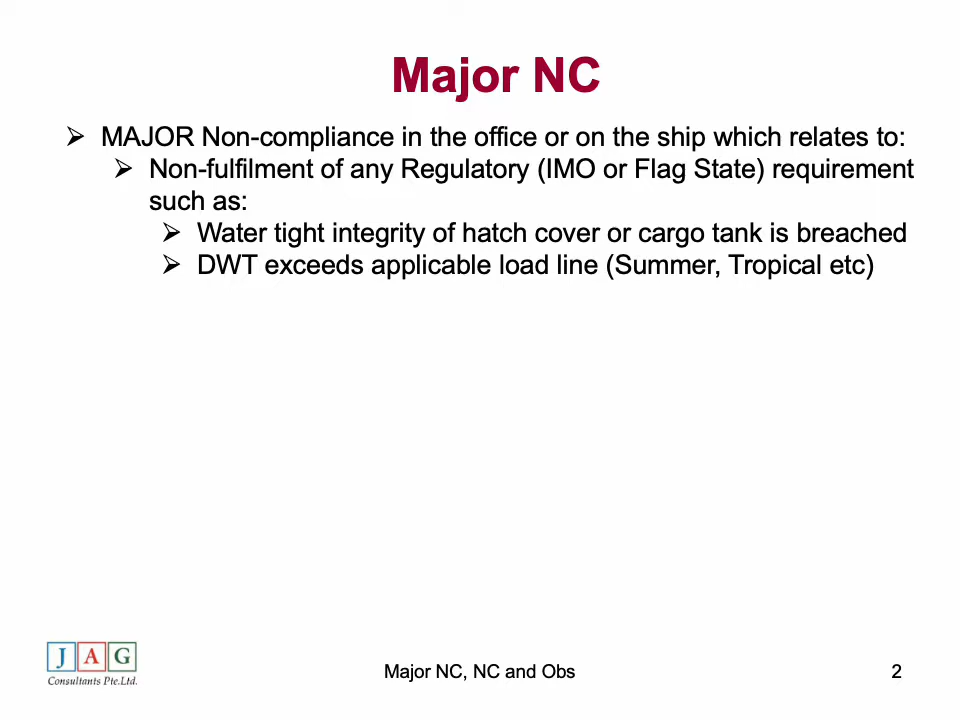 Major NC
➢ MAJOR Non-compliance in the office or on the ship which relates to:
➢ Non-fulfilment of any Regulatory (IMO or Flag State) requirement
such as:
➢ Water tight integrity of hatch cover or cargo tank is breached
➢ DWT exceeds applicable load line (Summer, Tropical etc)
J A G
Consultants Pte.Ltd.
Major NC, NC and Obs
2